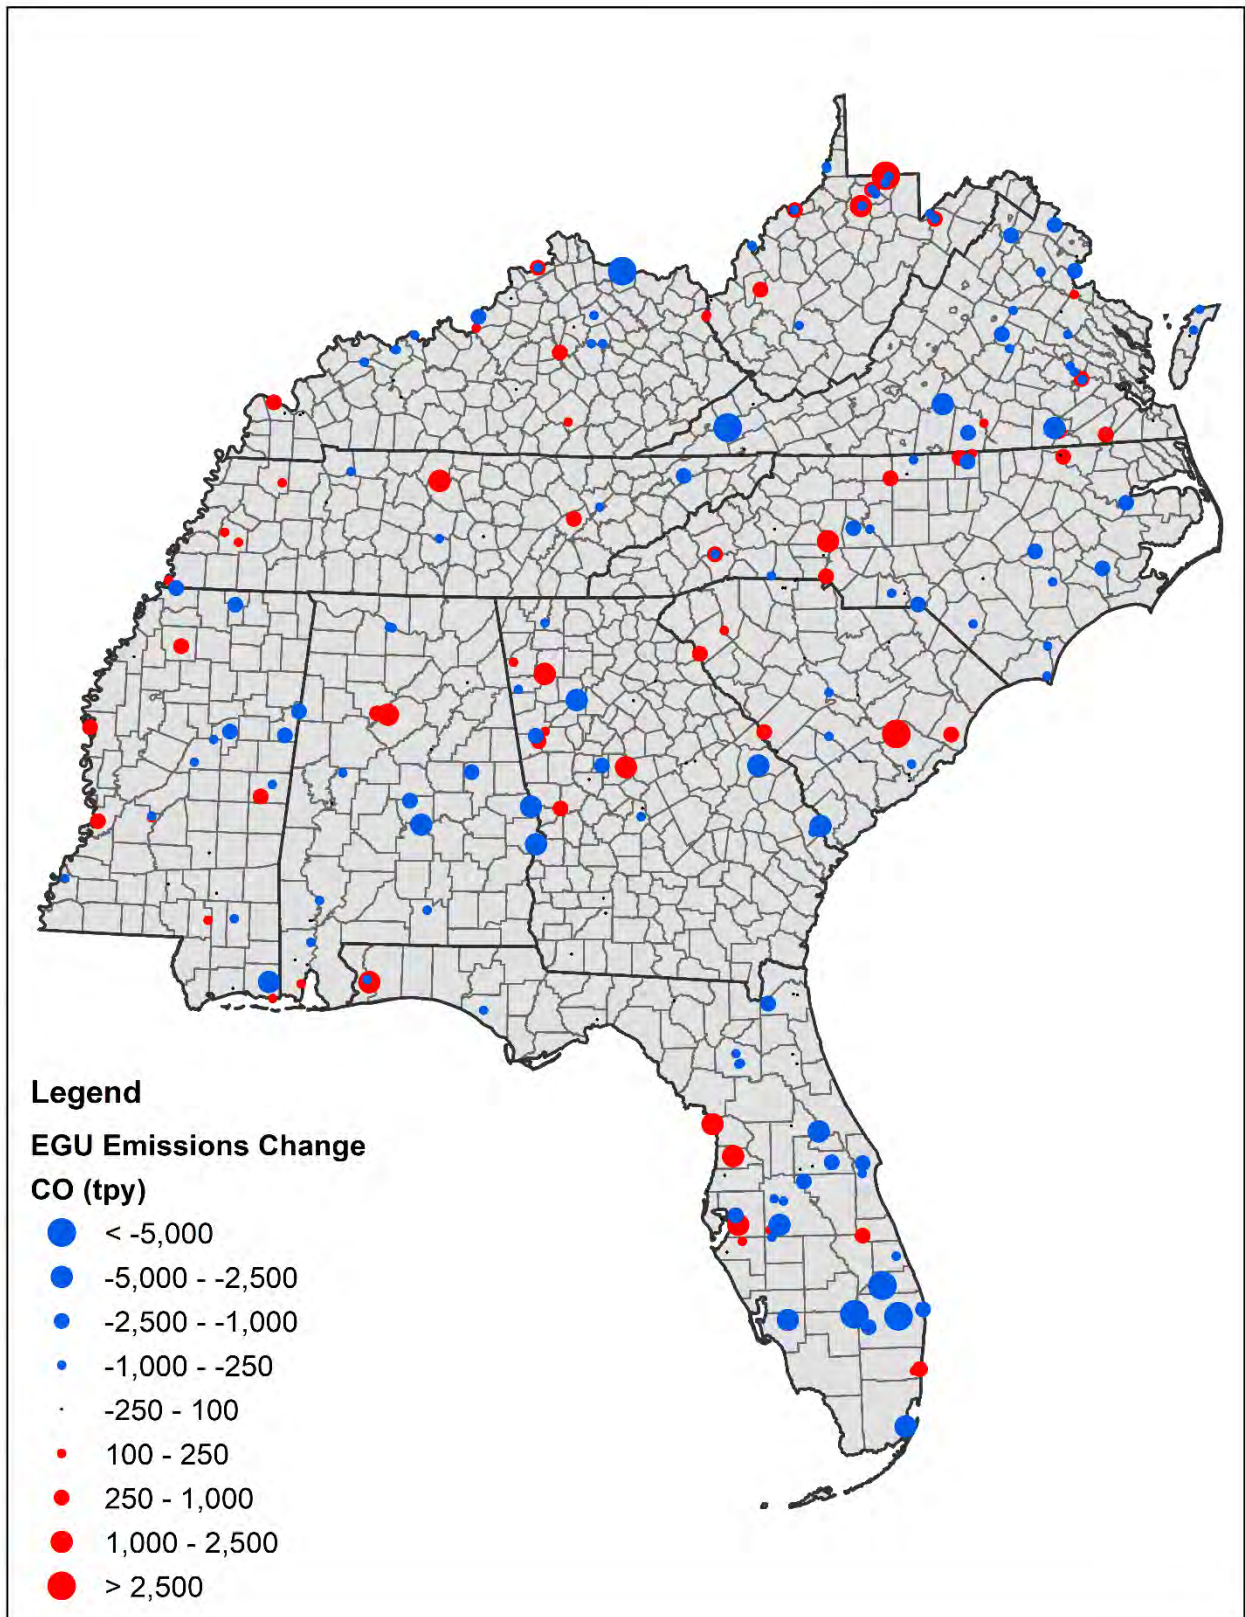 Legend
EGU Emissions Change
CO (tpy)
< -5,000
-5,000 - -2,500
-2,500 - -1,000
-1,000 - -250
-250 - 100
100 - 250
250 - 1,000
1,000 - 2,500
> 2,500